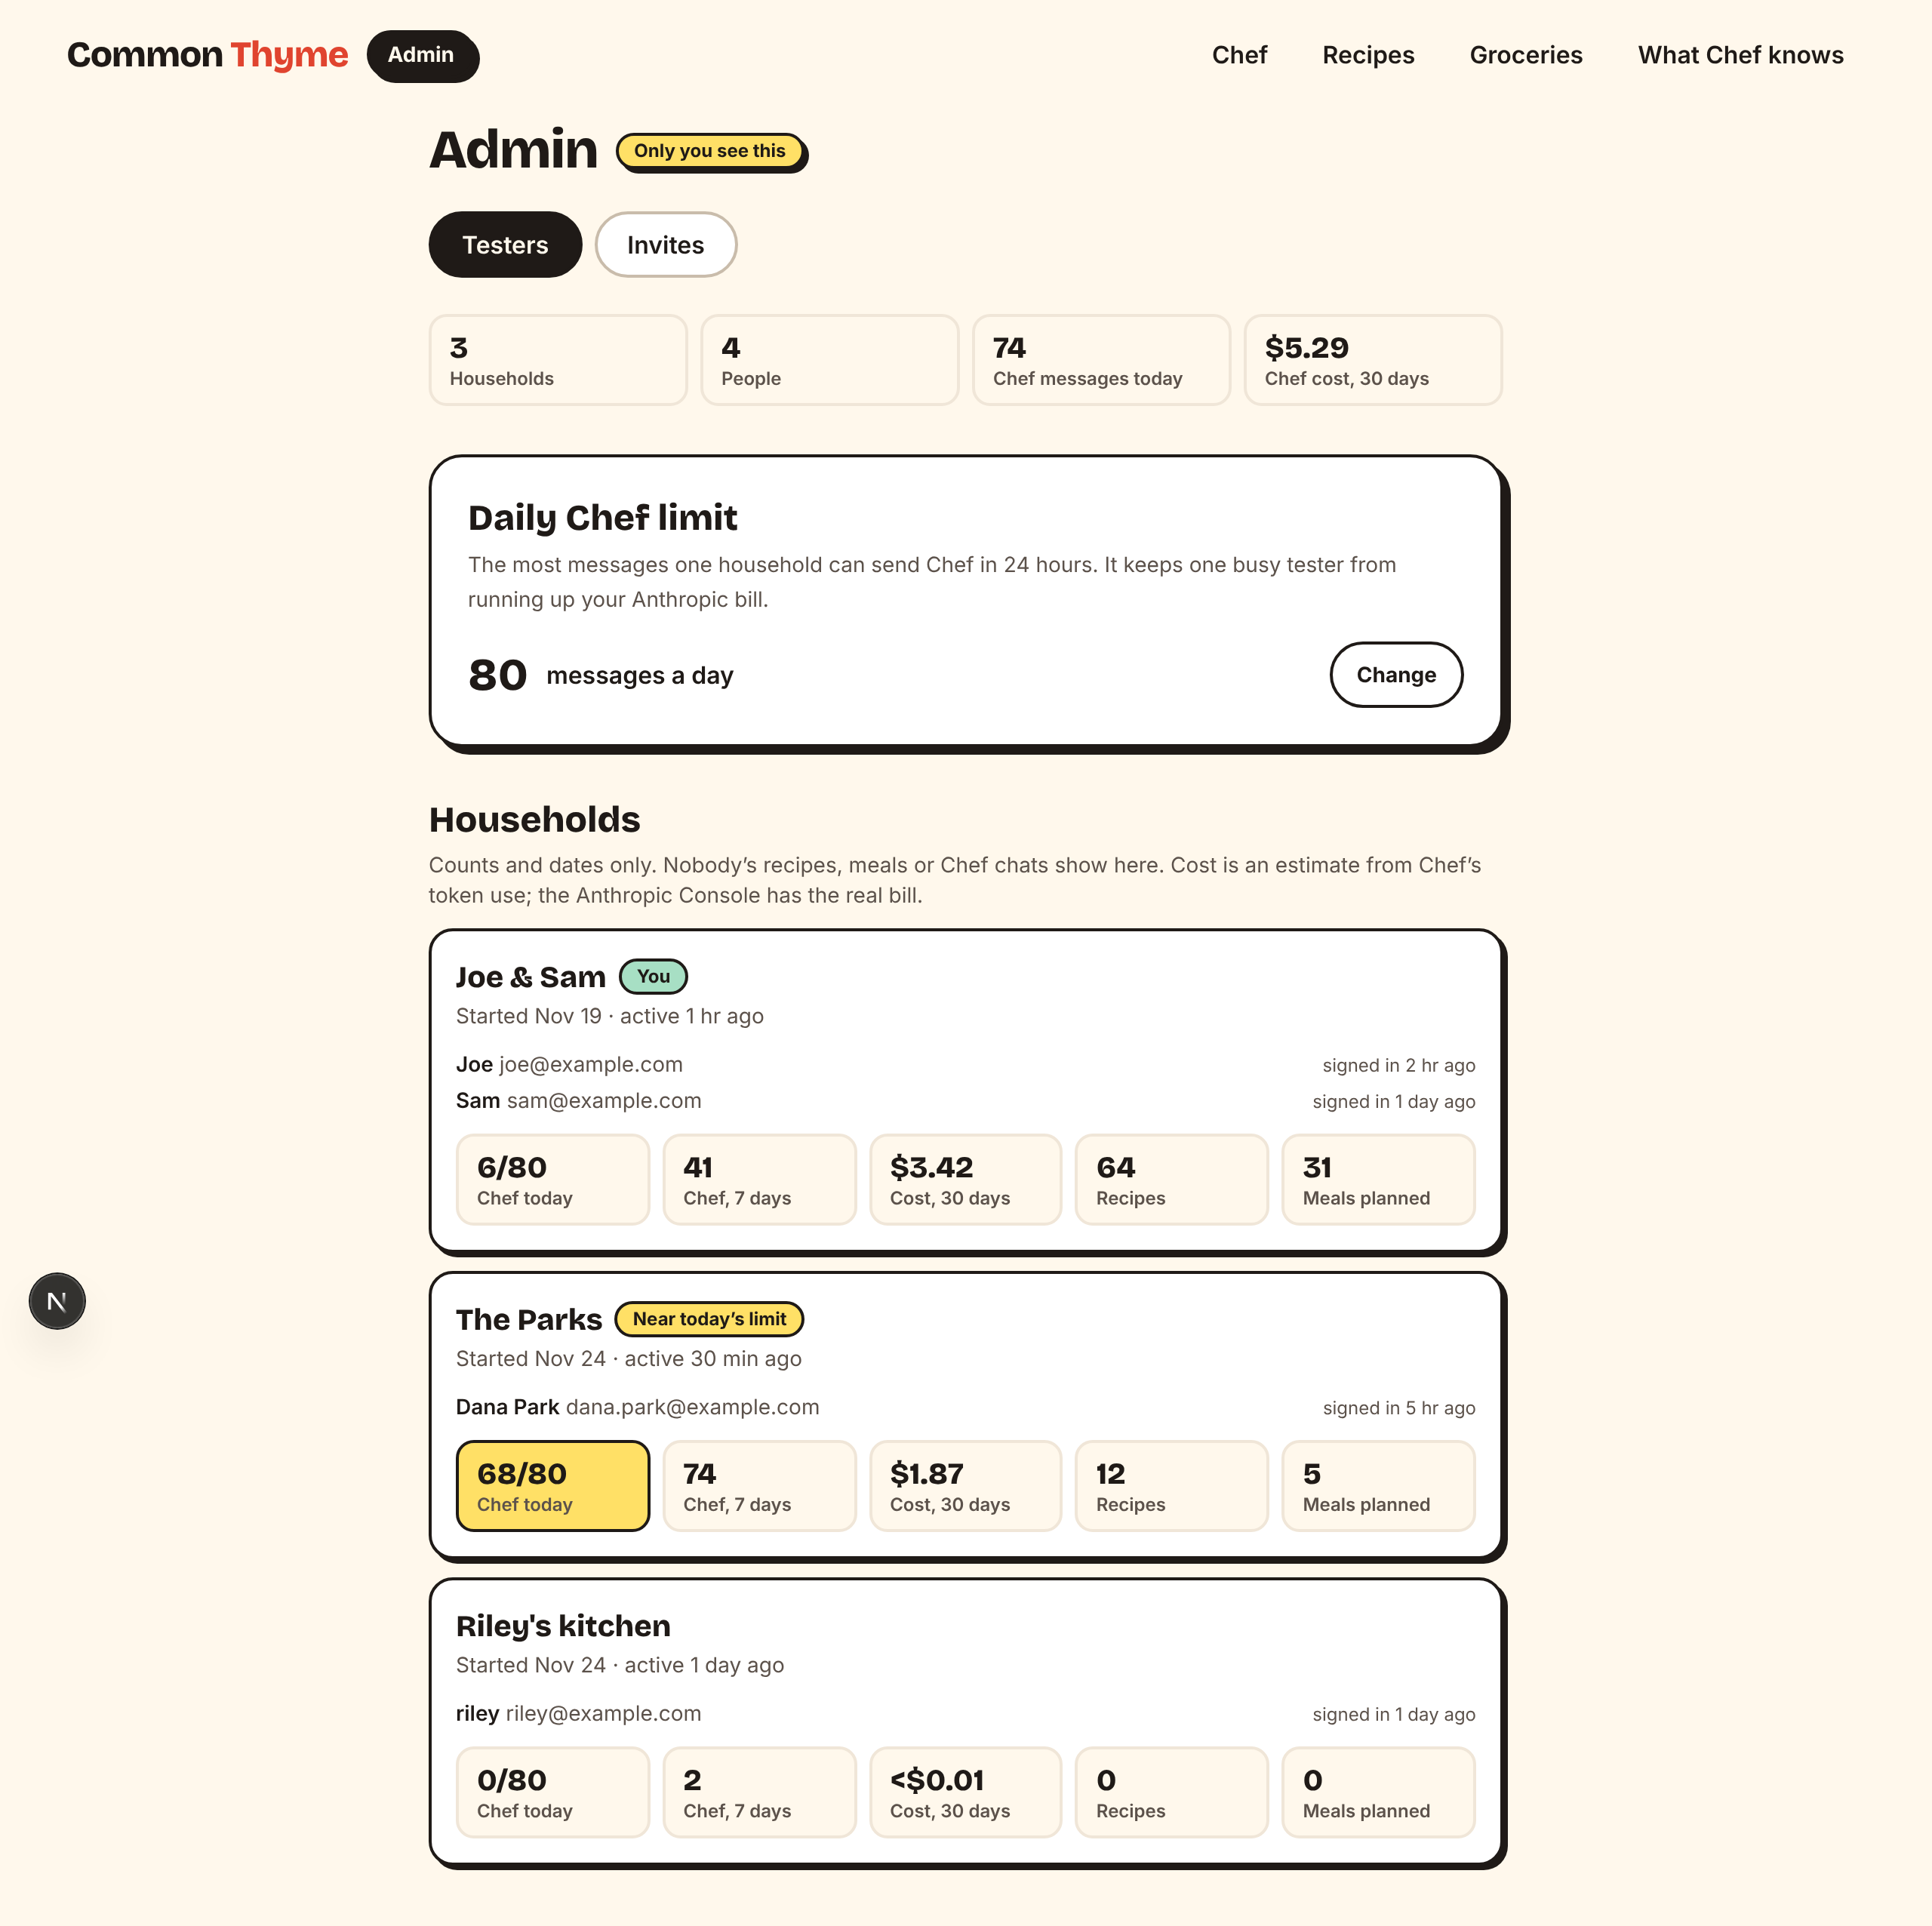 Common Thyme Admin Chef Recipes Groceries What Chef knows
Admin Only you see this
Testers Invites
3 4 74 $5.29
Households People Chef messages today Chef cost, 30 days
Daily Chef limit
The most messages one household can send Chef in 24 hours. It keeps one busy tester from
running up your Anthropic bill.
80 messages a day Change
Households
Counts and dates only. Nobody’s recipes, meals or Chef chats show here. Cost is an estimate from Chef’s
token use; the Anthropic Console has the real bill.
Joe & Sam You
Started Nov 19 · active 1 hr ago
Joe joe@example.com signed in 2 hr ago
Sam sam@example.com signed in 1 day ago
6/80 41 $3.42 64 31
Chef today Chef, 7 days Cost, 30 days Recipes Meals planned
The Parks Near today’s limit
Started Nov 24 · active 30 min ago
Dana Park dana.park@example.com signed in 5 hr ago
68/80 74 $1.87 12 5
Chef today Chef, 7 days Cost, 30 days Recipes Meals planned
Riley's kitchen
Started Nov 24 · active 1 day ago
riley riley@example.com signed in 1 day ago
0/80 2 <$0.01 0 0
Chef today Chef, 7 days Cost, 30 days Recipes Meals planned
N